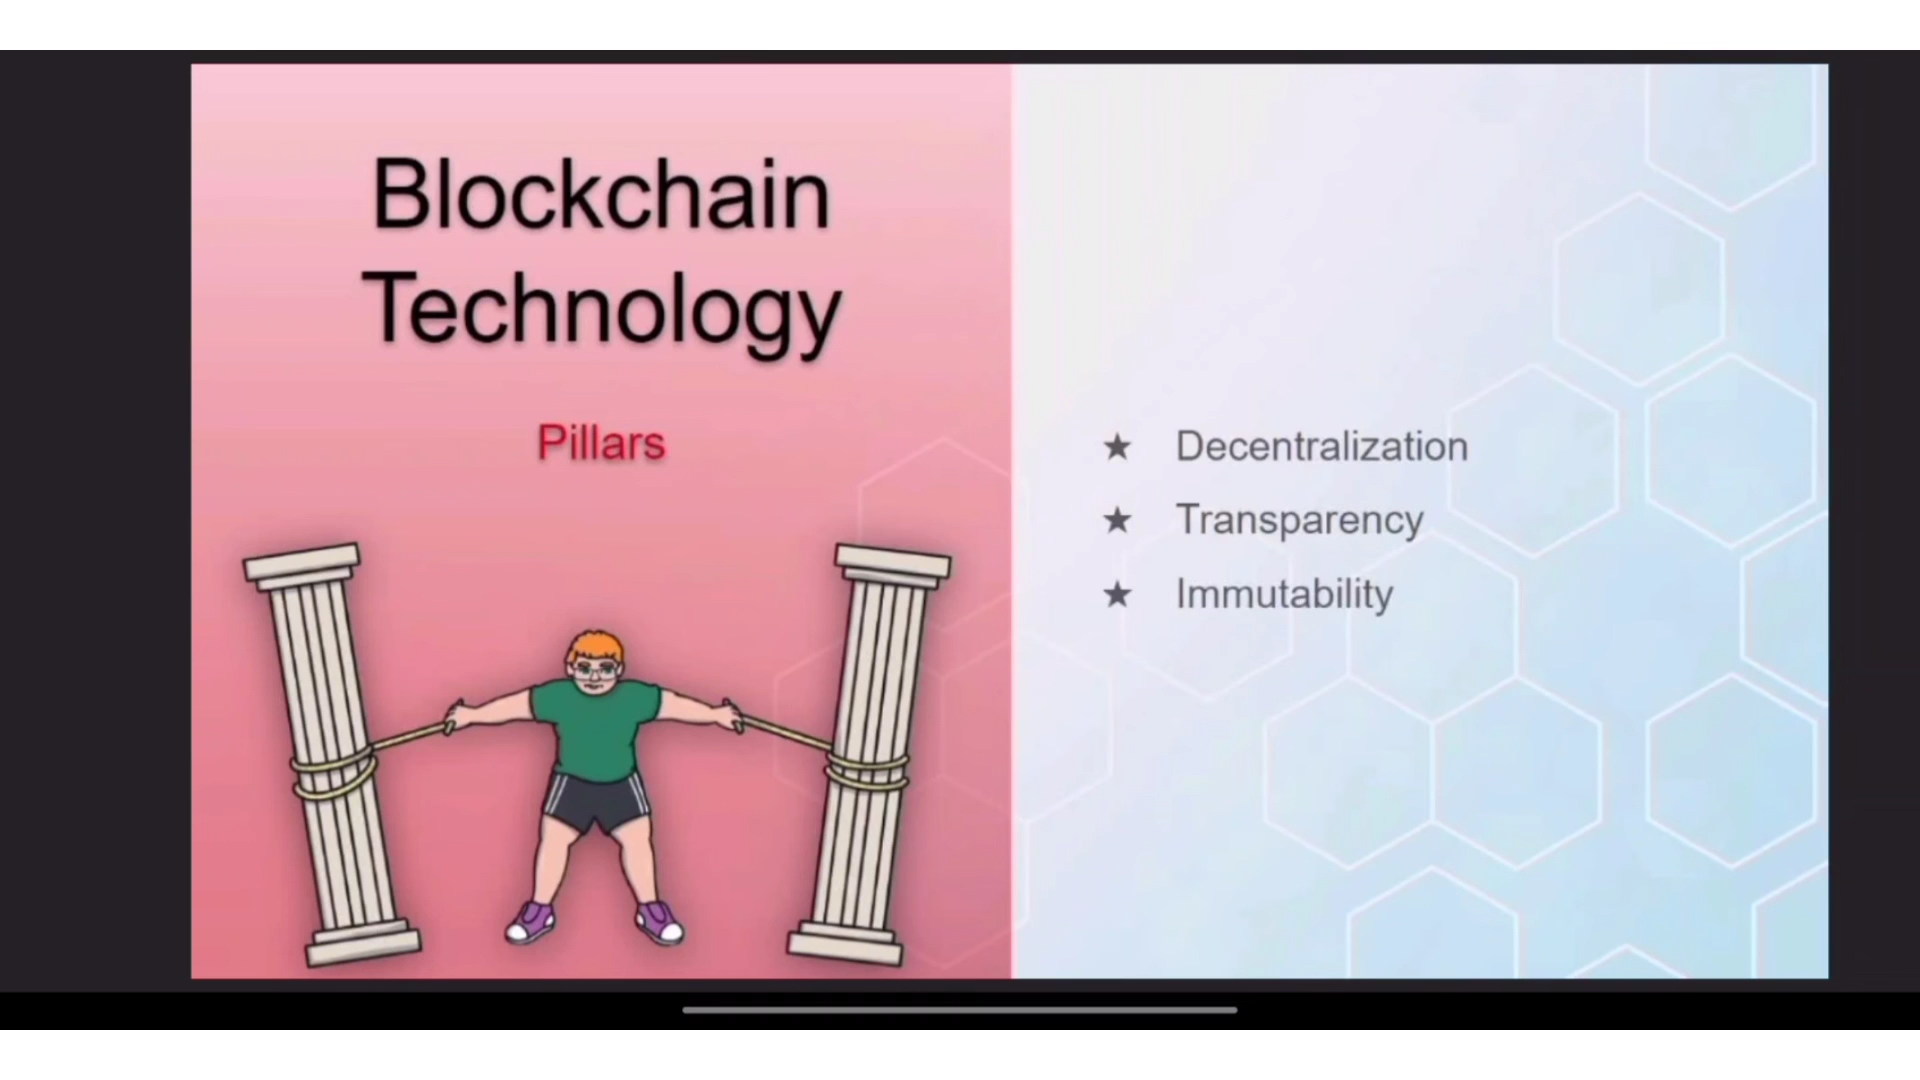 Blockchain
Technology
Pillars
★ Decentralization
★ Transparency
★ Immutability